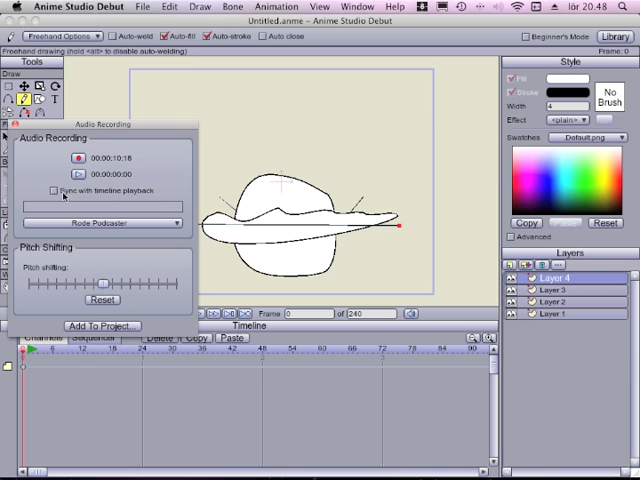 Anime Studio Debut File Edit Draw Bone Animation View Window Help lör 20.48
Untitled.anme - Anime Studio Debut
Freehand Options Auto-weld Auto-fill Auto-stroke Auto close Beginner's Mode Library
Freehand drawing (hold <alt> to disable auto-welding) Frame: 0
Tools
Draw
Audio Recording
Audio Recording
00:00:10:18
00:00:00:00
Sync with timeline playback
Rode Podcaster
Pitch Shifting
Pitch shifting:
Reset
Add To Project...
Style
Fill
Stroke
Width 4
Effect <plain>
No
Brush
Swatches Default.png
Copy Reset
Advanced
Layers
Layer 4
Layer 3
Layer 2
Layer 1
Frame 0 of 240
Timeline
Channels Sequencer Delete Copy Paste
6 12 18 24 30 36 42 48 54 60 66 72 78 84 90
1 2 3